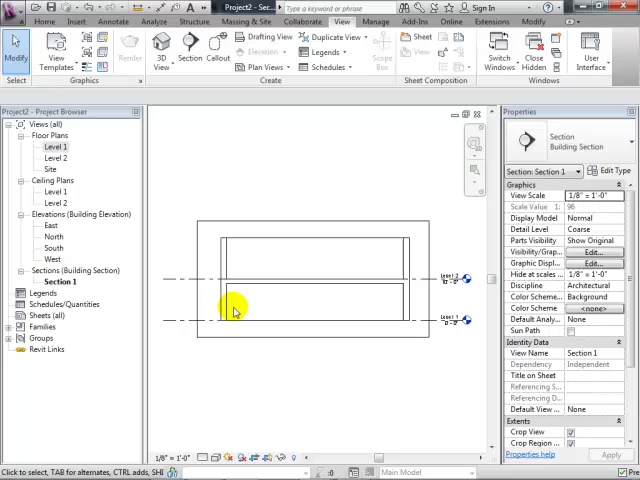 Project2 - Sec... Type a keyword or phrase Sign In
Home Insert Annotate Analyze Structure Massing & Site Collaborate View Manage Add-Ins Online Extensions Modify
Modify View Templates Render 3D View Section Callout Drafting View Duplicate View Sheet Switch Windows Close Hidden User Interface
Elevation Legends Scope Box
Plan Views Schedules
Select Graphics Create Sheet Composition Windows
Project2 - Project Browser
Views (all)
Floor Plans
Level 1
Level 2
Site
Ceiling Plans
Level 1
Level 2
Elevations (Building Elevation)
East
North
South
West
Sections (Building Section)
Section 1
Legends
Schedules/Quantities
Sheets (all)
Families
Groups
Revit Links
Level 2
10' - 0"
Level 1
0' - 0"
Properties
Section
Building Section
Section: Section 1 Edit Type
Graphics
View Scale 1/8" = 1'-0"
Scale Value 1: 96
Display Model Normal
Detail Level Coarse
Parts Visibility Show Original
Visibility/Grap... Edit...
Graphic Displ... Edit...
Hide at scales ... 1/8" = 1'-0"
Discipline Architectural
Color Scheme... Background
Color Scheme <none>
Default Analy... None
Sun Path
Identity Data
View Name Section 1
Dependency Independent
Title on Sheet
Referencing S...
Referencing D...
Default View ... None
Extents
Crop View
Crop Region ...
Properties help Apply
1/8" = 1'-0"
Click to select, TAB for alternates, CTRL adds, SHI :0 Main Model Pre